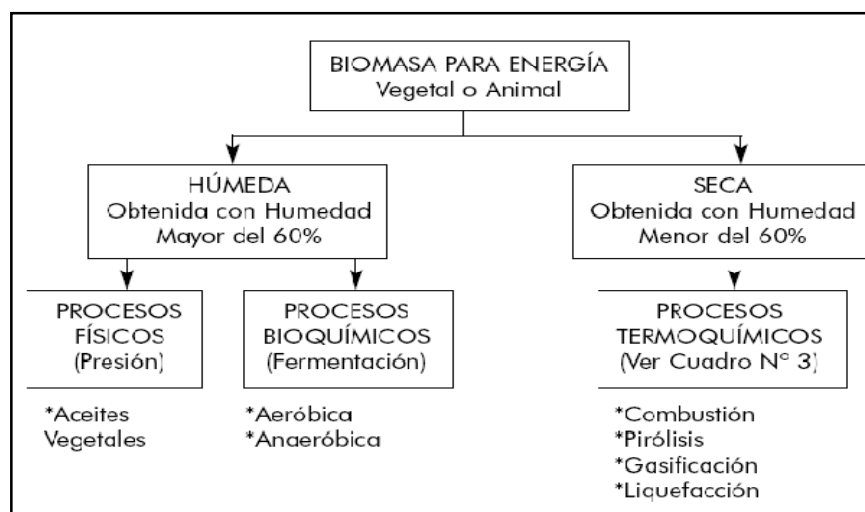 BIOMASA PARA ENERGÍA
Vegetal o Animal
HÚMEDA
Obtenida con Humedad
Mayor del 60%
SECA
Obtenida con Humedad
Menor del 60%
PROCESOS
FÍSICOS
(Presión)
PROCESOS
BIOQUÍMICOS
(Fermentación)
PROCESOS
TERMOQUÍMICOS
(Ver Cuadro N° 3)
*Aceites
Vegetales
*Aeróbica
*Anaeróbica
*Combustión
*Pirólisis
*Gasificación
*Liquefacción